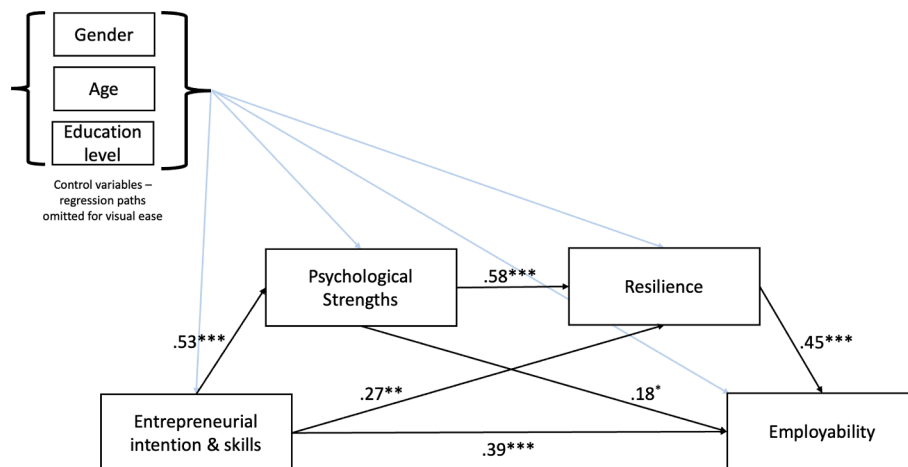 Gender
Age
Education
level
Control variables –
regression paths
omitted for visual ease
Psychological
Strengths
.58***
Resilience
.53***
.27**
.18*
.45***
Entrepreneurial
intention & skills
.39***
Employability